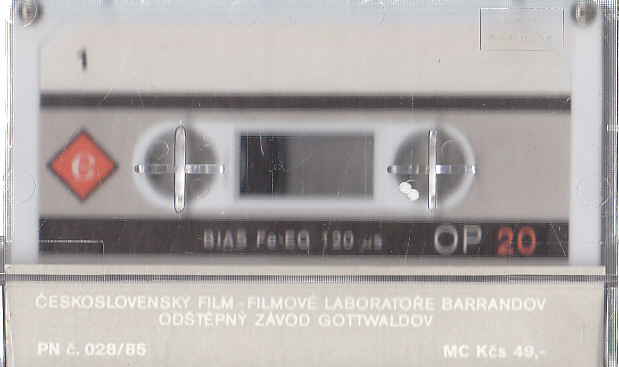 1
e
BIAS Fe·EQ 120 µs
OP 20
ČESKOSLOVENSKÝ FILM · FILMOVÉ LABORATOŘE BARRANDOV
ODŠTĚPNÝ ZÁVOD GOTTWALDOV
PN č. 028/85 MC Kčs 49,-